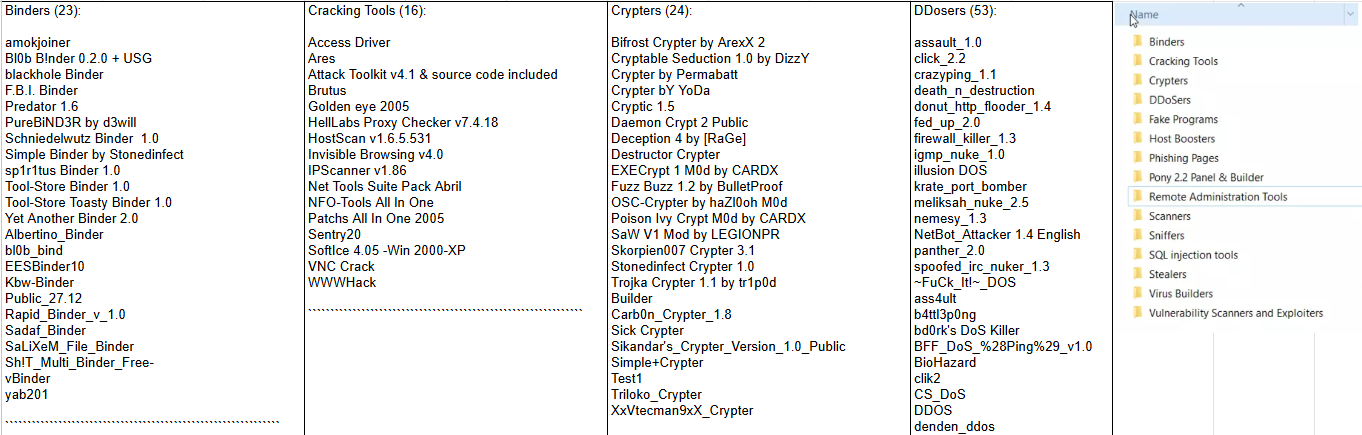 Binders (23):
amokjoiner
Bl0b B!nder 0.2.0 + USG
blackhole Binder
F.B.I. Binder
Predator 1.6
PureBiND3R by d3will
Schniedelwutz Binder  1.0
Simple Binder by Stonedinfect
sp1r1tus Binder 1.0
Tool-Store Binder 1.0
Tool-Store Toasty Binder 1.0
Yet Another Binder 2.0
Albertino_Binder
bl0b_bind
EESBinder10
Kbw-Binder
Public_27.12
Rapid_Binder_v_1.0
Sadaf_Binder
SaLiXeM_File_Binder
Sh!T_Multi_Binder_Free-
vBinder
yab201
Cracking Tools (16):
Access Driver
Ares
Attack Toolkit v4.1 & source code included
Brutus
Golden eye 2005
HellLabs Proxy Checker v7.4.18
HostScan v1.6.5.531
Invisible Browsing v4.0
IPScanner v1.86
Net Tools Suite Pack Abril
NFO-Tools All In One
Patchs All In One 2005
Sentry20
SoftIce 4.05 -Win 2000-XP
VNC Crack
WWWHack
Crypters (24):
Bifrost Crypter by ArexX 2
Cryptable Seduction 1.0 by DizzY
Crypter by Permabatt
Crypter bY YoDa
Cryptic 1.5
Daemon Crypt 2 Public
Deception 4 by [RaGe]
Destructor Crypter
EXECrypt 1 M0d by CARDX
Fuzz Buzz 1.2 by BulletProof
OSC-Crypter by haZl0oh M0d
Poison Ivy Crypt M0d by CARDX
SaW V1 Mod by LEGIONPR
Skorpien007 Crypter 3.1
Stonedinfect Crypter 1.0
Trojka Crypter 1.1 by tr1p0d
Builder
Carb0n_Crypter_1.8
Sick Crypter
Sikandar's_Crypter_Version_1.0_Public
Simple+Crypter
Test1
Triloko_Crypter
XxVtecman9xX_Crypter
DDosers (53):
assault_1.0
click_2.2
crazyping_1.1
death_n_destruction
donut_http_flooder_1.4
fed_up_2.0
firewall_killer_1.3
igmp_nuke_1.0
illusion DOS
krate_port_bomber
meliksah_nuke_2.5
nemesy_1.3
NetBot_Attacker 1.4 English
panther_2.0
spoofed_irc_nuker_1.3
~FuCk_It!~_DOS
ass4ult
b4ttl3p0ng
bd0rk's DoS Killer
BFF_DoS_%28Ping%29_v1.0
BioHazard
clik2
CS_DoS
DDOS
denden_ddos
Name
Binders
Cracking Tools
Crypters
DDoSers
Fake Programs
Host Boosters
Phishing Pages
Pony 2.2 Panel & Builder
Remote Administration Tools
Scanners
Sniffers
SQL injection tools
Stealers
Virus Builders
Vulnerability Scanners and Exploiters